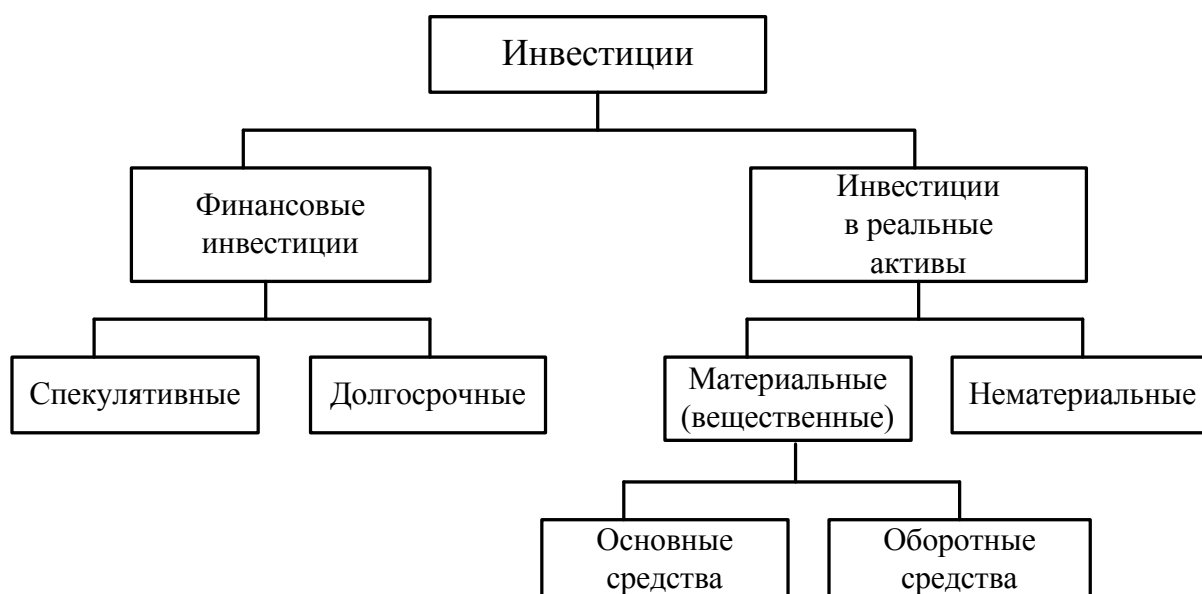 Инвестиции
Финансовые
инвестиции
Инвестиции
в реальные
активы
Спекулятивные
Долгосрочные
Материальные
(вещественные)
Нематериальные
Основные
средства
Оборотные
средства